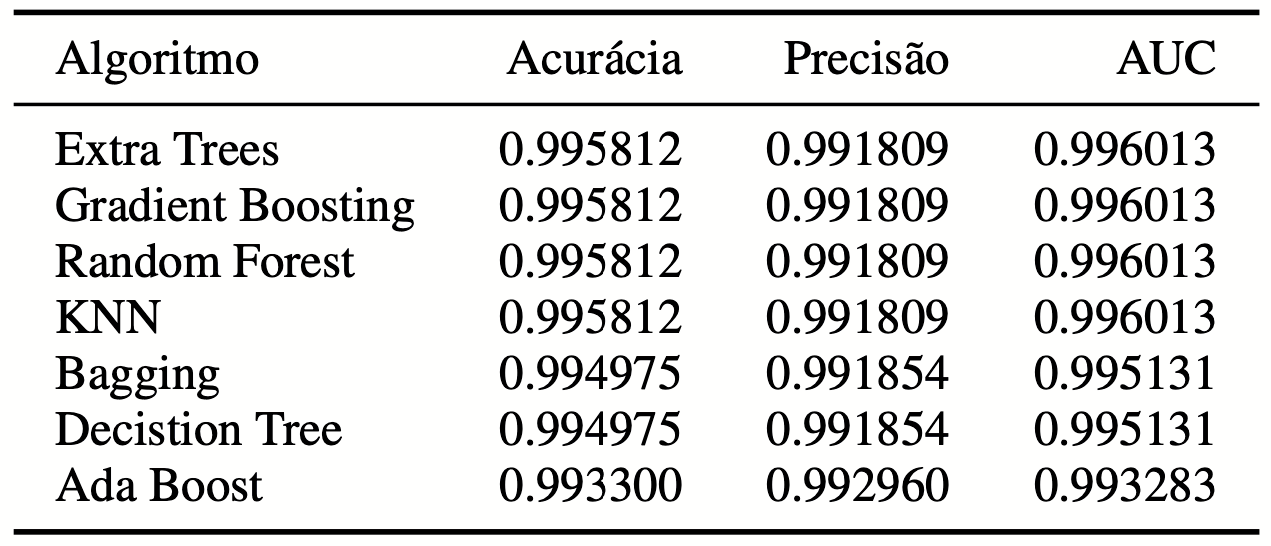 Algoritmo Acurácia Precisão AUC
Extra Trees 0.995812 0.991809 0.996013
Gradient Boosting 0.995812 0.991809 0.996013
Random Forest 0.995812 0.991809 0.996013
KNN 0.995812 0.991809 0.996013
Bagging 0.994975 0.991854 0.995131
Decistion Tree 0.994975 0.991854 0.995131
Ada Boost 0.993300 0.992960 0.993283